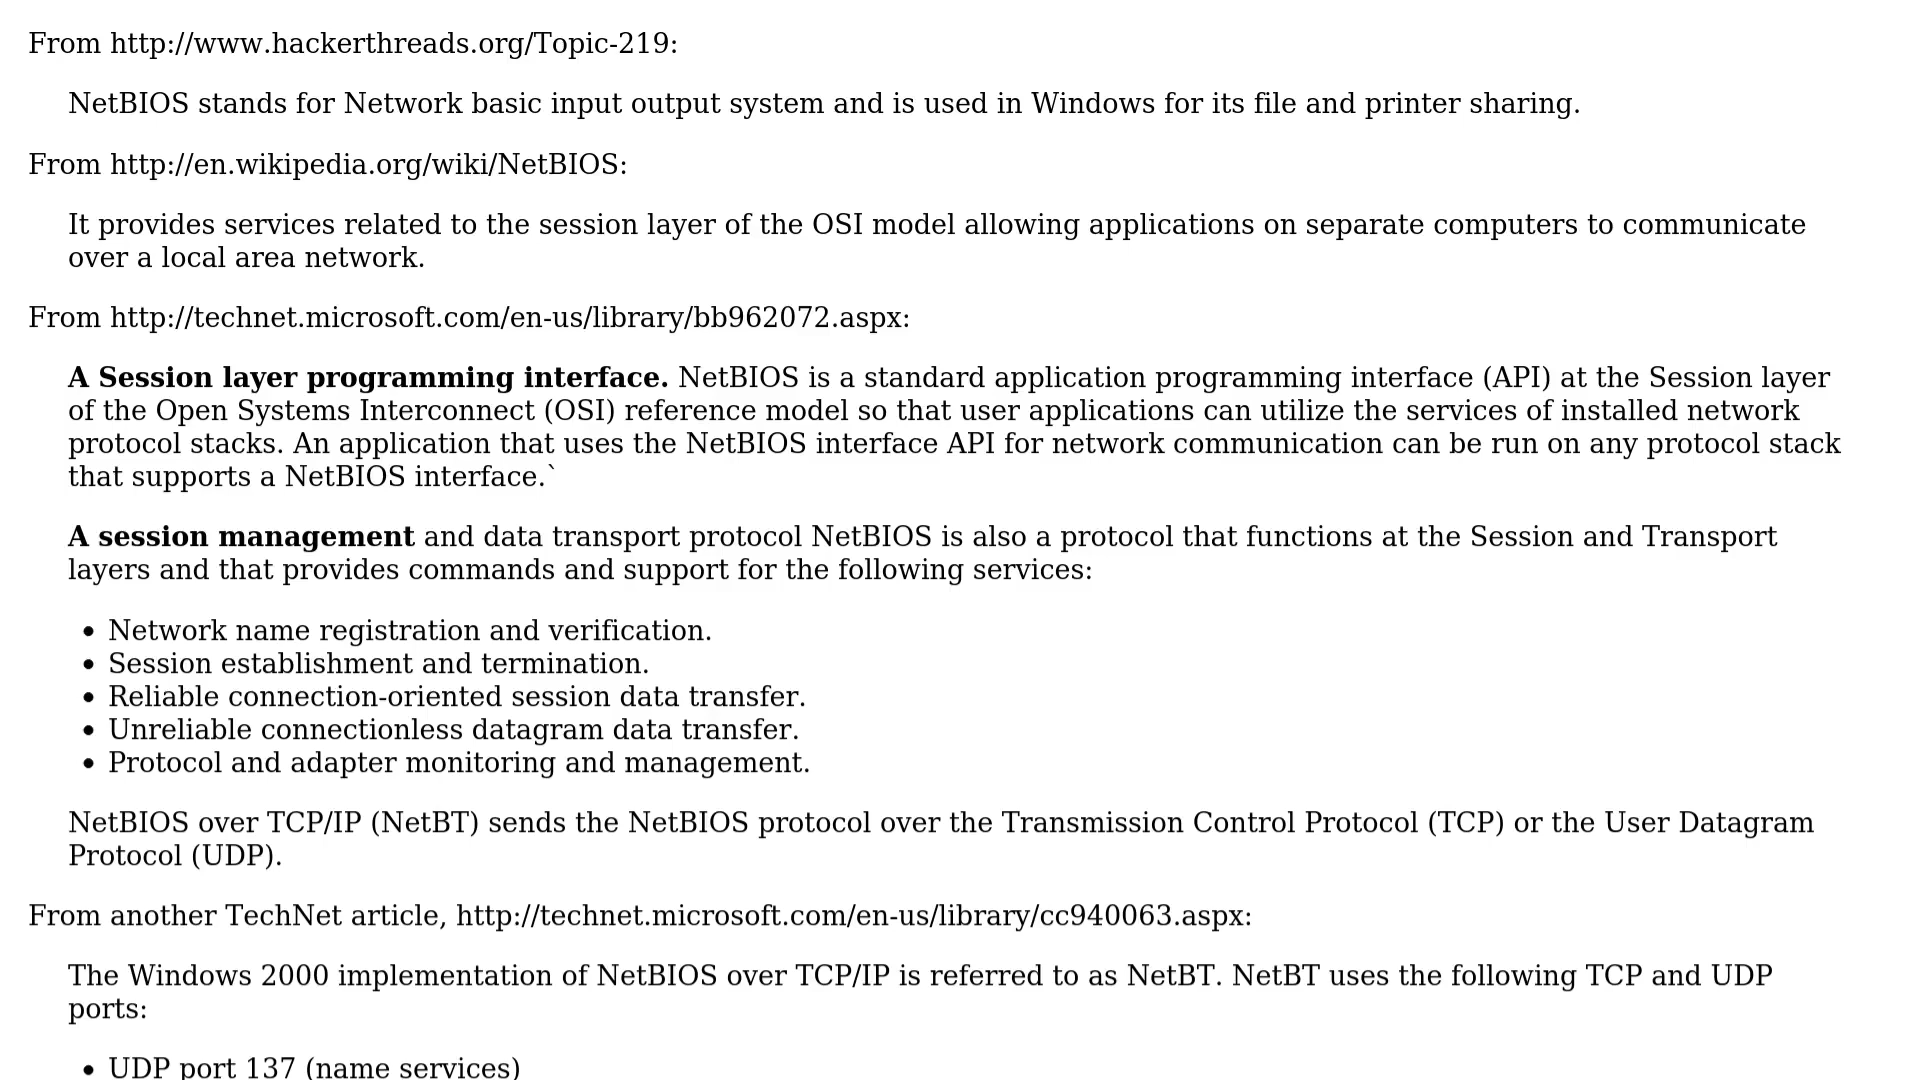 From http://www.hackerthreads.org/Topic-219:
NetBIOS stands for Network basic input output system and is used in Windows for its file and printer sharing.
From http://en.wikipedia.org/wiki/NetBIOS:
It provides services related to the session layer of the OSI model allowing applications on separate computers to communicate
over a local area network.
From http://technet.microsoft.com/en-us/library/bb962072.aspx:
A Session layer programming interface. NetBIOS is a standard application programming interface (API) at the Session layer
of the Open Systems Interconnect (OSI) reference model so that user applications can utilize the services of installed network
protocol stacks. An application that uses the NetBIOS interface API for network communication can be run on any protocol stack
that supports a NetBIOS interface.`
A session management and data transport protocol NetBIOS is also a protocol that functions at the Session and Transport
layers and that provides commands and support for the following services:
• Network name registration and verification.
• Session establishment and termination.
• Reliable connection-oriented session data transfer.
• Unreliable connectionless datagram data transfer.
• Protocol and adapter monitoring and management.
NetBIOS over TCP/IP (NetBT) sends the NetBIOS protocol over the Transmission Control Protocol (TCP) or the User Datagram
Protocol (UDP).
From another TechNet article, http://technet.microsoft.com/en-us/library/cc940063.aspx:
The Windows 2000 implementation of NetBIOS over TCP/IP is referred to as NetBT. NetBT uses the following TCP and UDP
ports:
• UDP port 137 (name services)